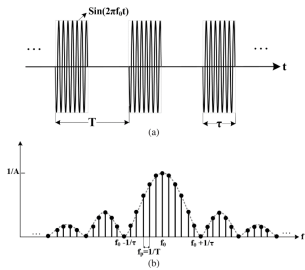 Sin(2πf₀t)
... ...
t
T τ
(a)
1/A
... ...
f
f₀ -1/τ f₀ f₀ +1/τ
fₚ=1/T
(b)